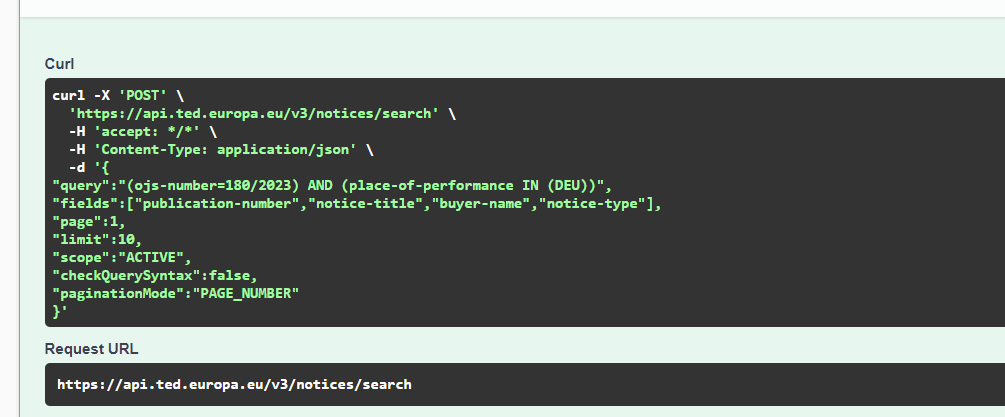 Curl
curl -X 'POST' \
'https://api.ted.europa.eu/v3/notices/search' \
-H 'accept: */*' \
-H 'Content-Type: application/json' \
-d '{
"query":"(ojs-number=180/2023) AND (place-of-performance IN (DEU))",
"fields":["publication-number","notice-title","buyer-name","notice-type"],
"page":1,
"limit":10,
"scope":"ACTIVE",
"checkQuerySyntax":false,
"paginationMode":"PAGE_NUMBER"
}'
Request URL
https://api.ted.europa.eu/v3/notices/search